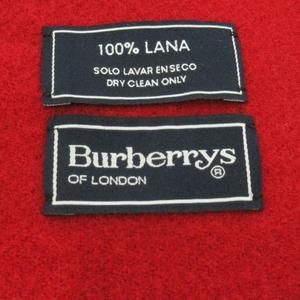 100% LANA
SOLO LAVAR EN SECO
DRY CLEAN ONLY
Burberrys®
OF LONDON